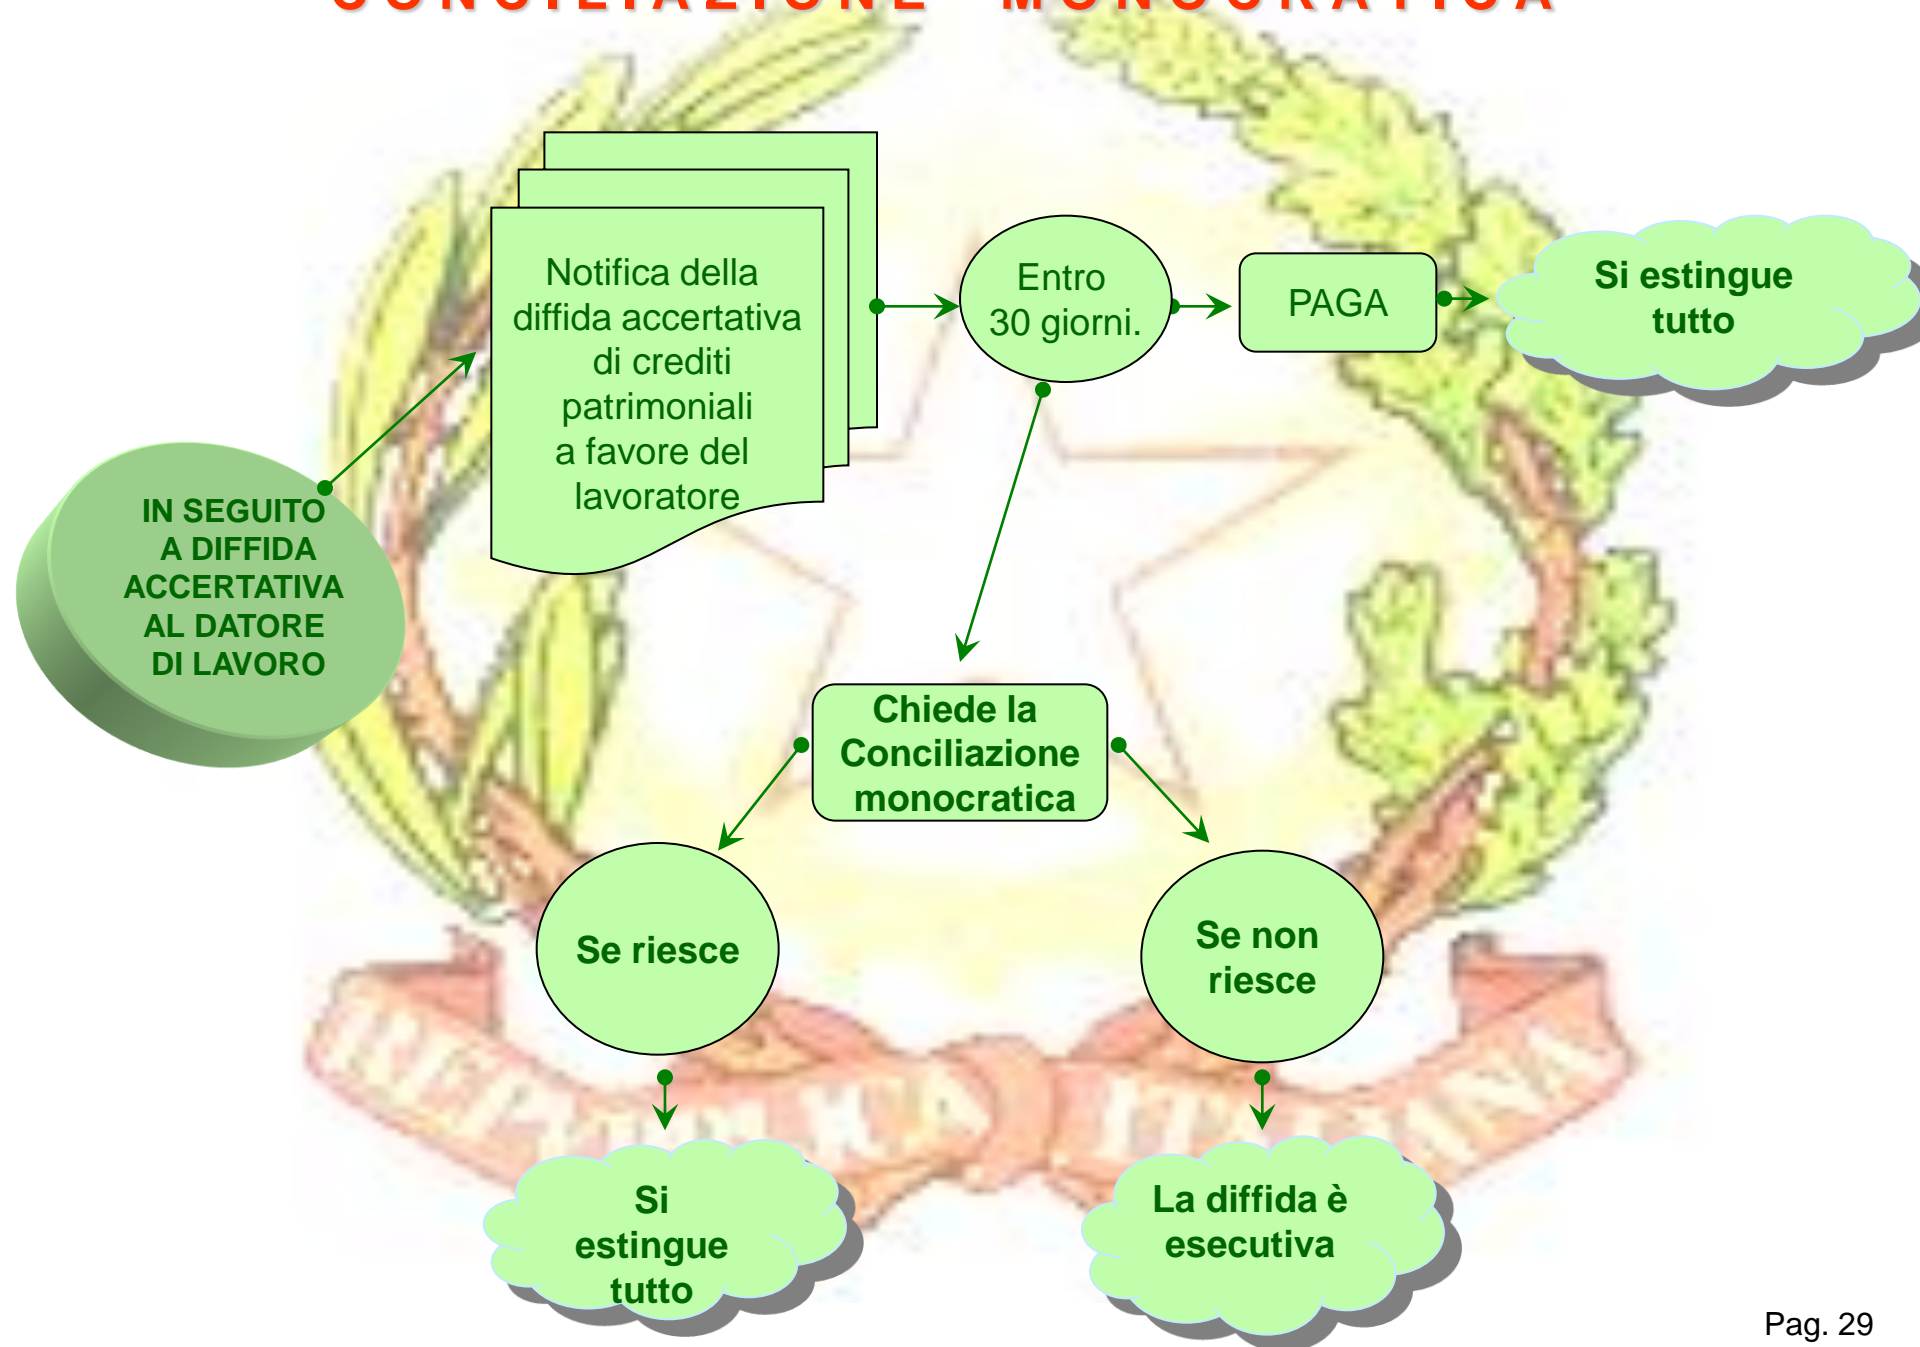 CONCILIAZIONE MONOCRATICA
Notifica della
diffida accertativa
di crediti
patrimoniali
a favore del
lavoratore
Entro
30 giorni.
PAGA
Si estingue
tutto
IN SEGUITO
A DIFFIDA
ACCERTATIVA
AL DATORE
DI LAVORO
Chiede la
Conciliazione
monocratica
Se riesce
Se non
riesce
Si
estingue
tutto
La diffida è
esecutiva
Pag. 29